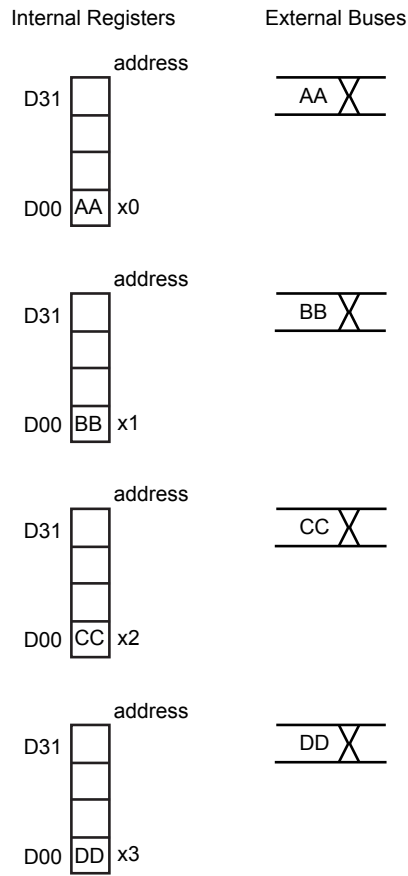 Internal Registers External Buses
address
D31 AA
D00 AA x0
address
D31 BB
D00 BB x1
address
D31 CC
D00 CC x2
address
D31 DD
D00 DD x3